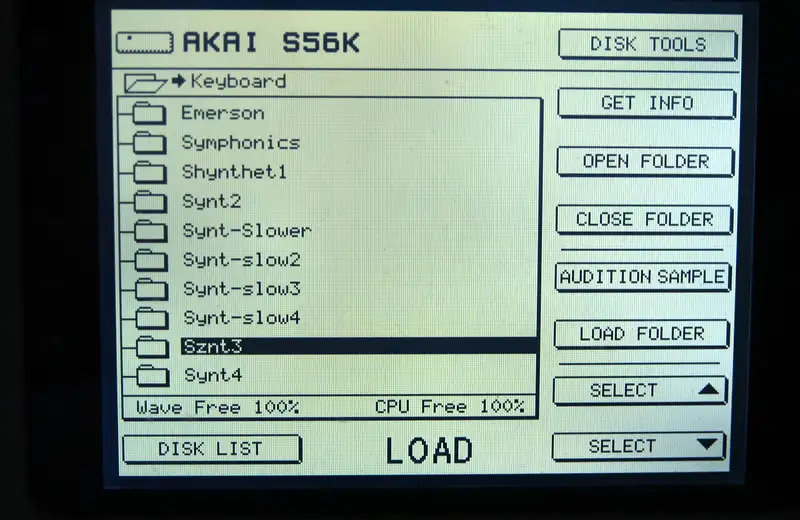 AKAI S56K
DISK TOOLS
Keyboard
Emerson
Symphonics
Shynthet1
Synt2
Synt-Slower
Synt-slow2
Synt-slow3
Synt-slow4
Sznt3
Synt4
Wave Free 100% CPU Free 100%
GET INFO
OPEN FOLDER
CLOSE FOLDER
AUDITION SAMPLE
LOAD FOLDER
SELECT
DISK LIST
LOAD
SELECT